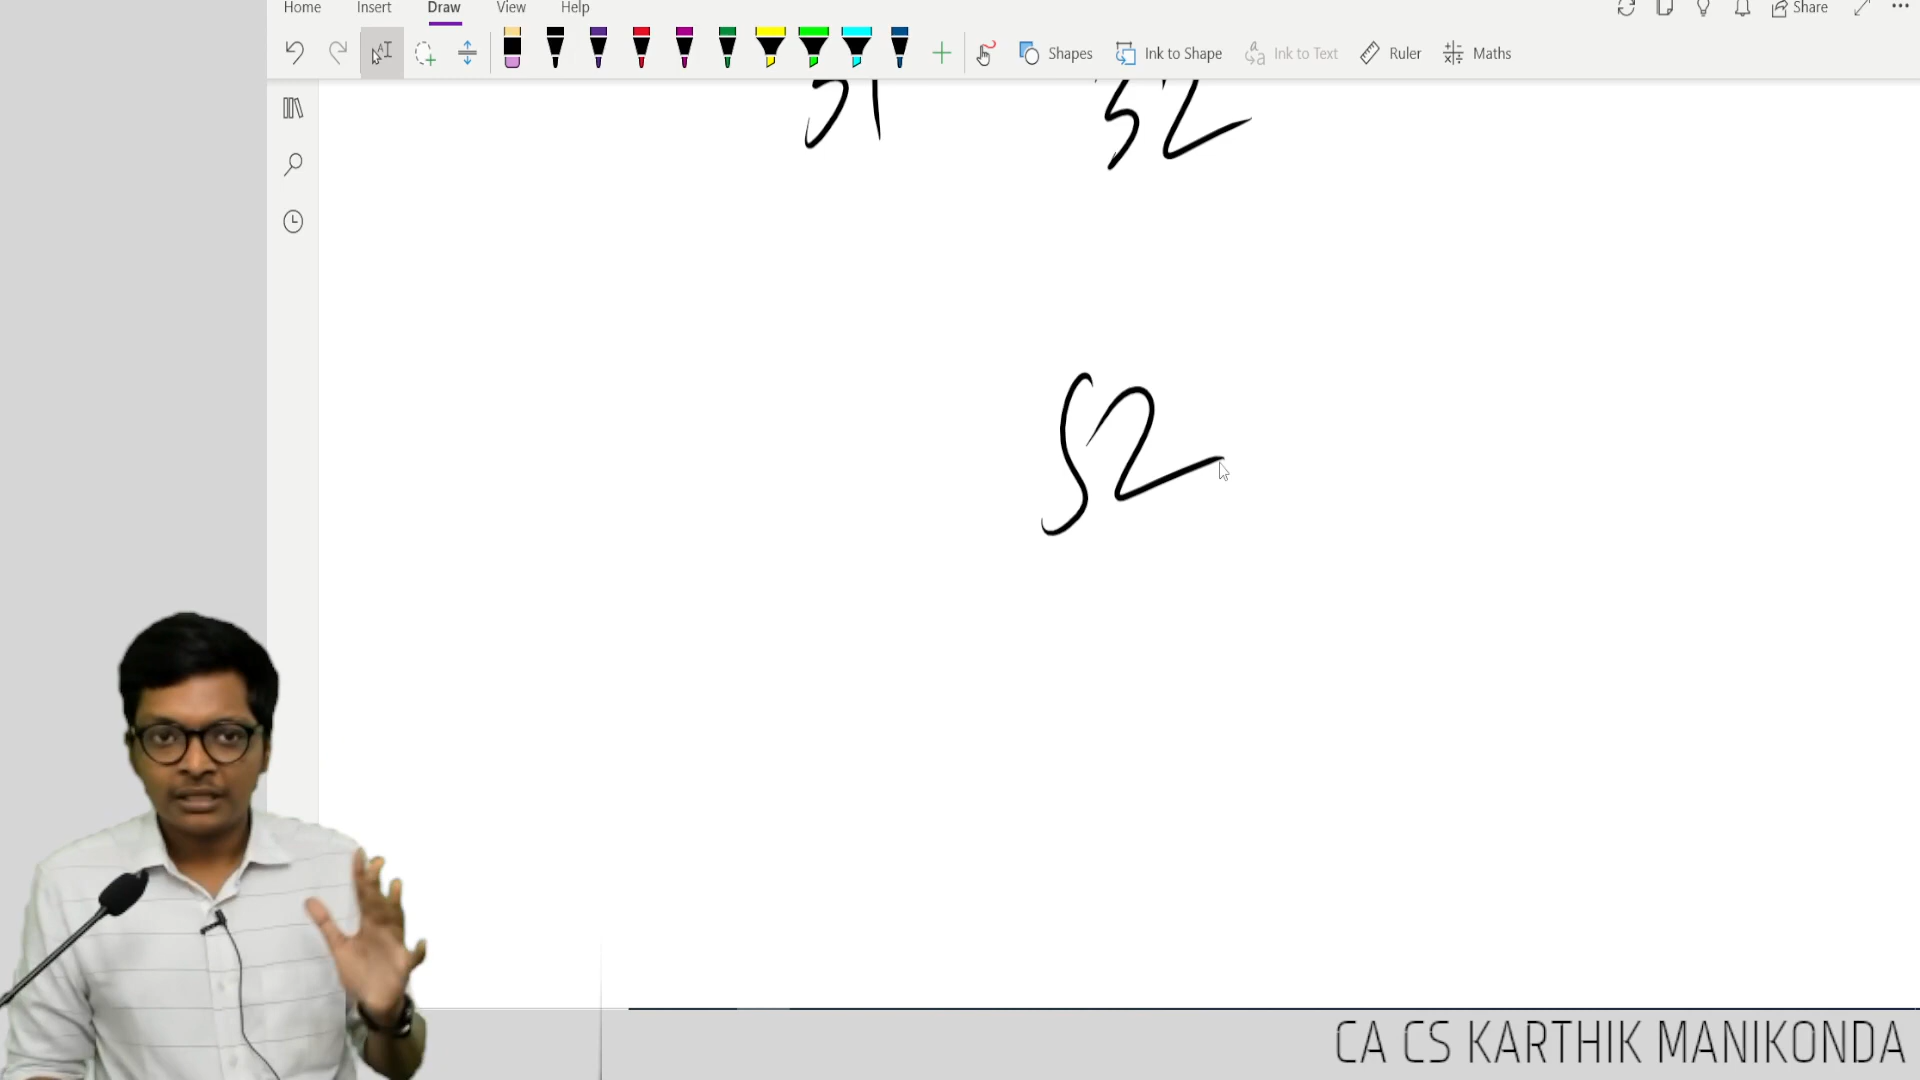 Home Insert Draw View Help Share
Shapes Ink to Shape Ink to Text Ruler Maths
S2
S2
CA CS KARTHIK MANIKONDA